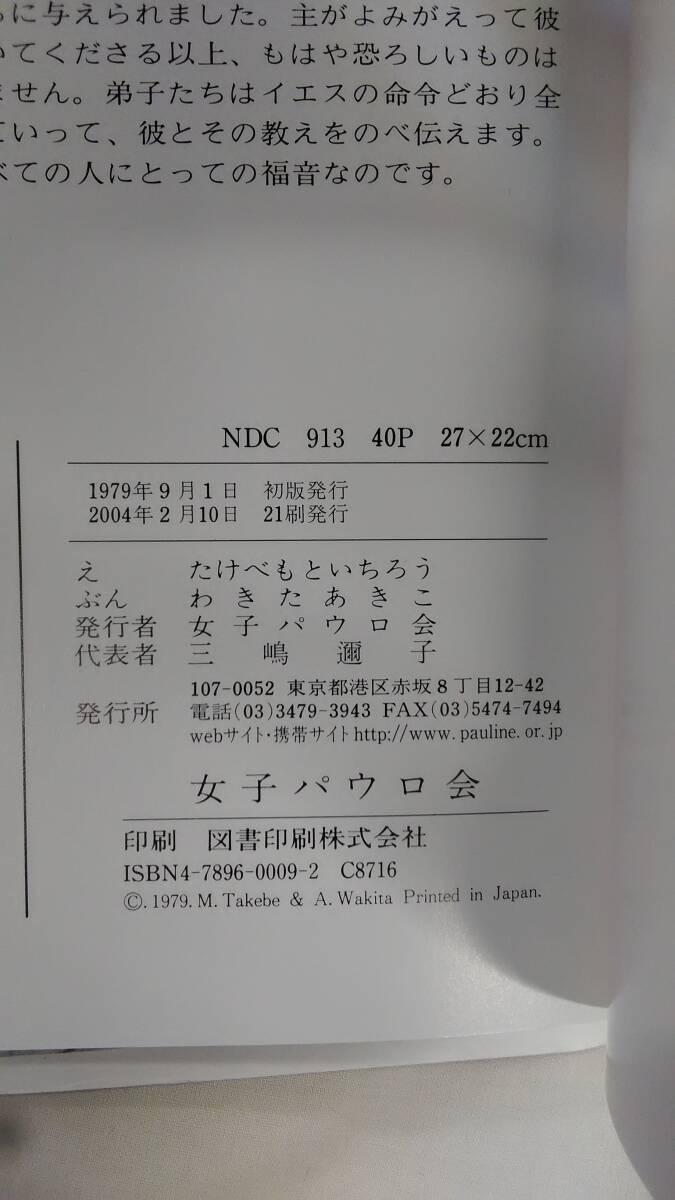 に与えられました。主がよみがえって彼
いてくださる以上、もはや恐ろしいものは
ません。弟子たちはイエスの命令どおり全
ていって、彼とその教えをのべ伝えます。
べての人にとっての福音なのです。
NDC 913 40P 27×22cm
1979年9月1日 初版発行
2004年2月10日 21刷発行
え たけべもといちろう
ぶん わきたあきこ
発行者 女子パウロ会
代表者 三嶋邇子
発行所 107-0052 東京都港区赤坂8丁目12-42
電話(03)3479-3943 FAX(03)5474-7494
webサイト・携帯サイトhttp://www.pauline.or.jp
女子パウロ会
印刷 図書印刷株式会社
ISBN4-7896-0009-2 C8716
©.1979.M.Takebe & A.Wakita Printed in Japan.